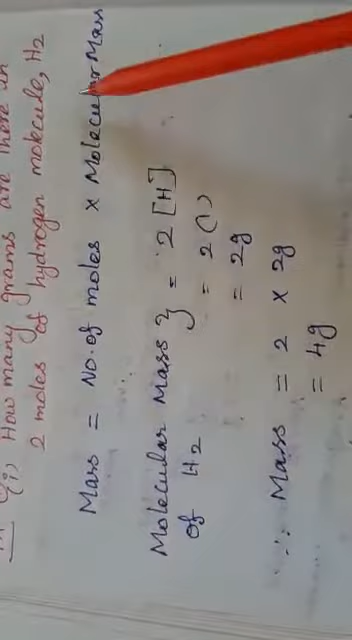 (i) How many grams are there in
2 moles of hydrogen molecule, H2
Mass = No. of moles × Molecular Mass
Molecular Mass } = 2 [H]
of H2 = 2(1)
= 2g
∴ Mass = 2 × 2g
= 4g